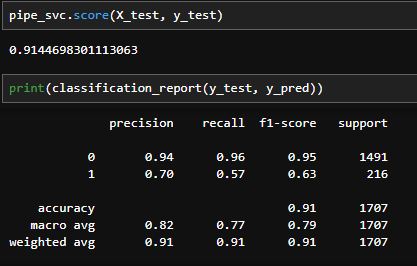 pipe_svc.score(X_test, y_test)
0.9144698301113063
print(classification_report(y_test, y_pred))
precision recall f1-score support
0 0.94 0.96 0.95 1491
1 0.70 0.57 0.63 216
accuracy 0.91 1707
macro avg 0.82 0.77 0.79 1707
weighted avg 0.91 0.91 0.91 1707